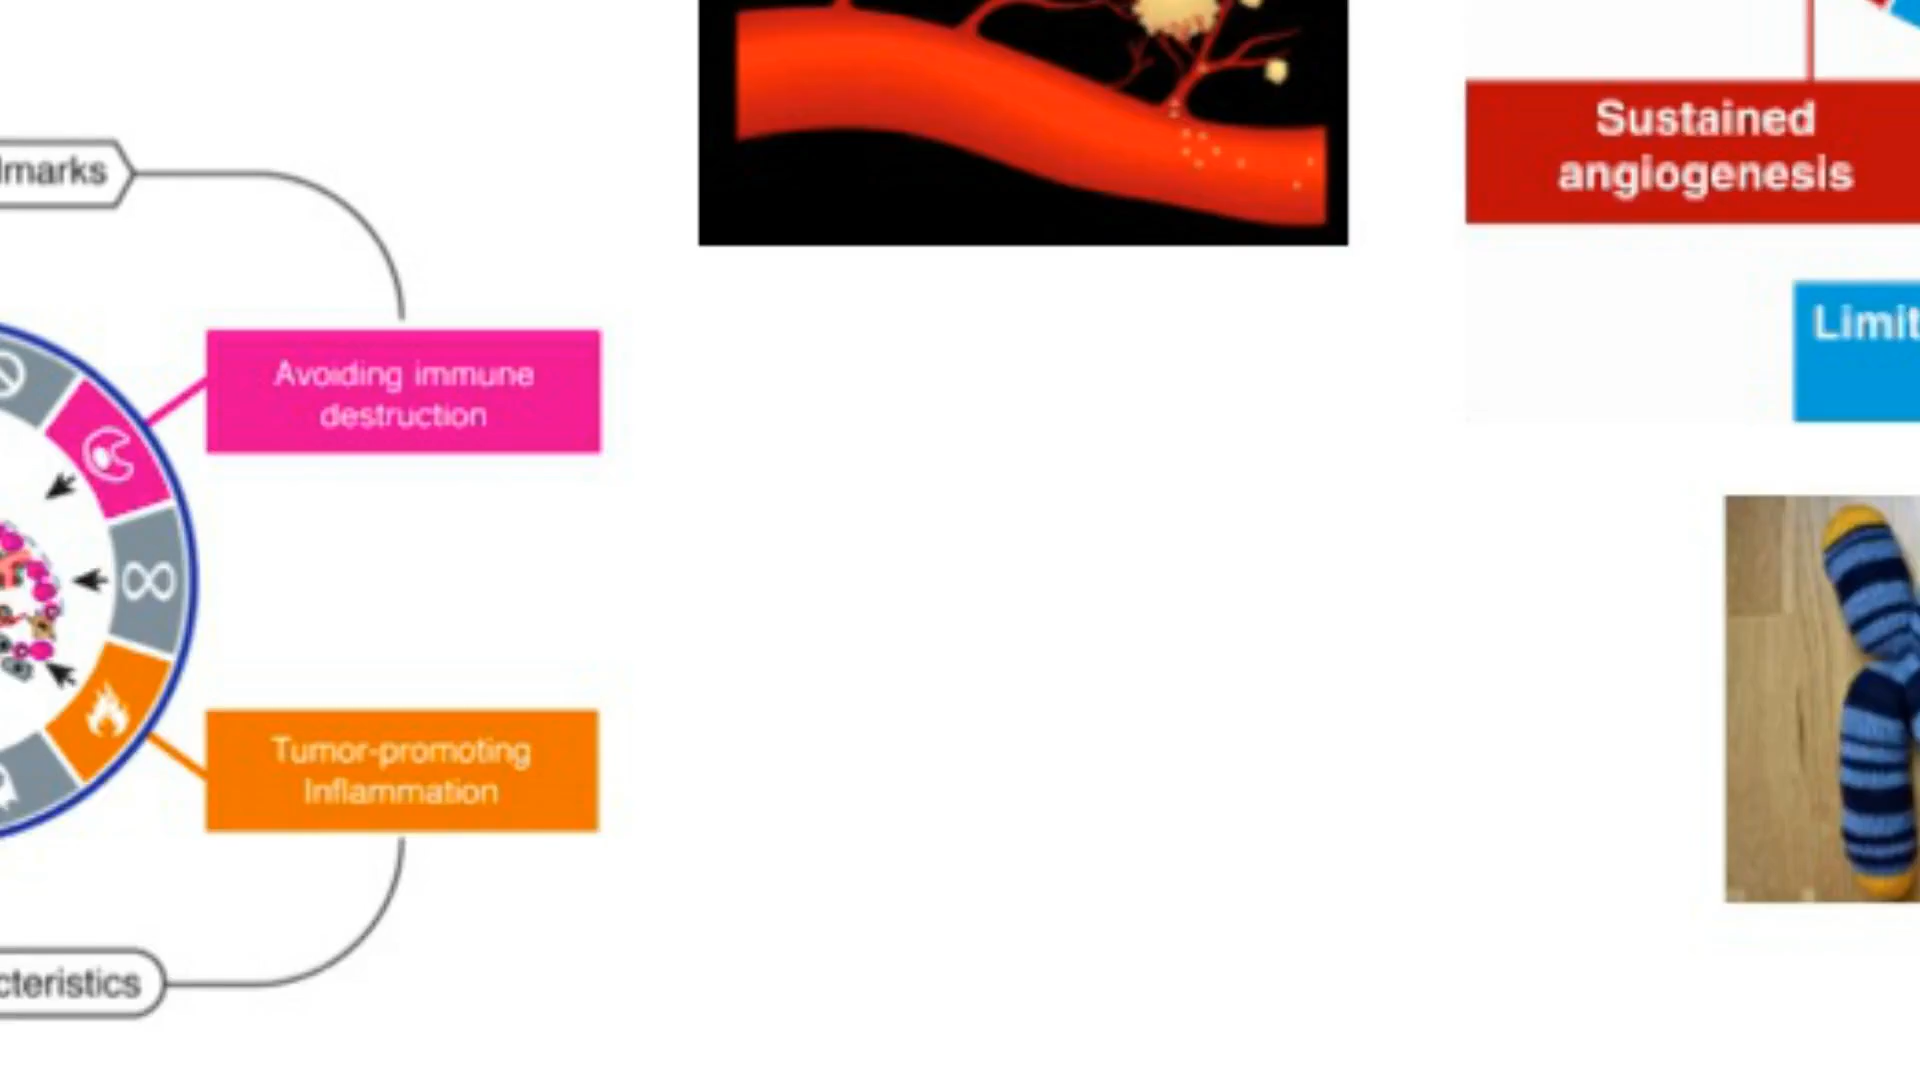 lmarks
Avoiding immune
destruction
Tumor-promoting
Inflammation
cteristics
Sustained
angiogenesis
Limit